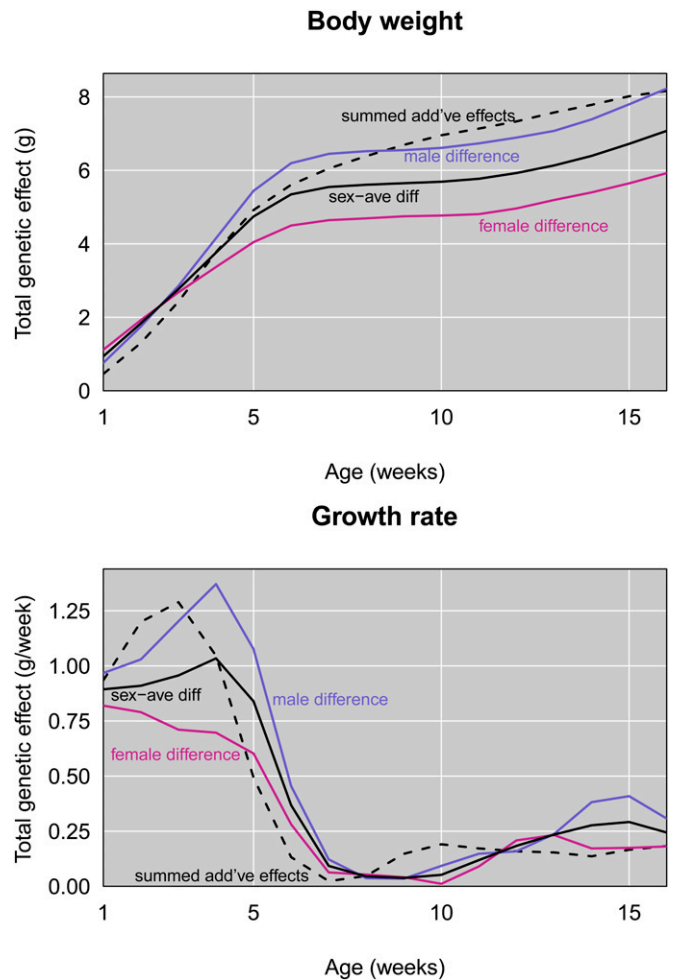 Body weight
Total genetic effect (g)
8
6
4
2
0
summed add've effects
male difference
sex−ave diff
female difference
1
5
10
15
Age (weeks)
Growth rate
Total genetic effect (g/week)
1.25
1.00
0.75
0.50
0.25
0.00
sex−ave diff
male difference
female difference
summed add've effects
1
5
10
15
Age (weeks)